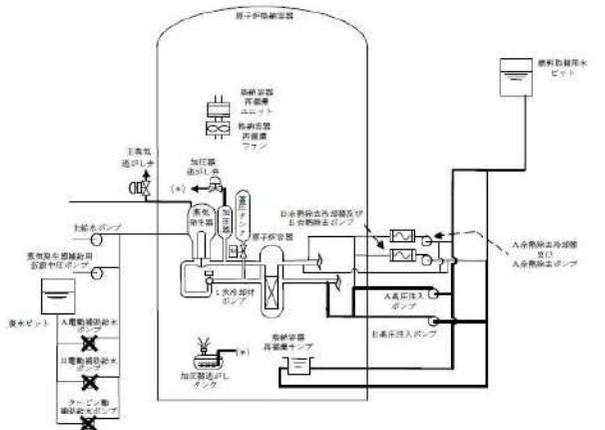 原子炉格納容器
燃料取替用水
ピット
格納容器
再循環
ユニット
格納容器
再循環
ファン
主蒸気
逃がし弁
加圧器
逃がし弁
(*)
蒸気
発生器
加圧器
蓄圧タンク
原子炉容器
B余熱除去冷却器及び
B余熱除去ポンプ
A余熱除去冷却器
及び
A余熱除去ポンプ
主給水ポンプ
蒸気発生器補給用
仮設中圧ポンプ
1次冷却材
ポンプ
A高圧注入
ポンプ
B高圧注入ポンプ
復水ピット
A電動補助給水
ポンプ
B電動補助給水
ポンプ
タービン動
補助給水ポンプ
(*)
加圧器逃がし
タンク
格納容器
再循環サンプ